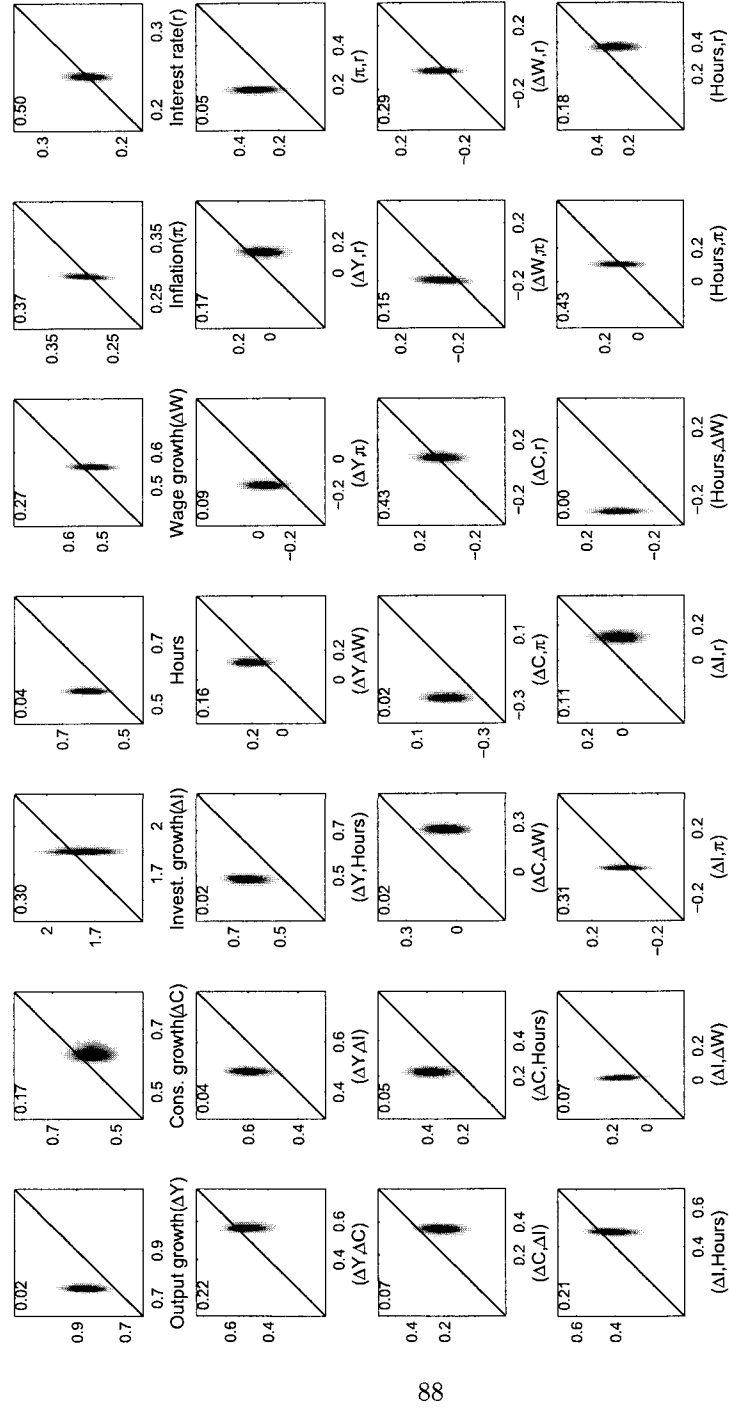 0.02 0.17 0.30 0.04 0.27 0.37 0.50
0.9 0.7 2 0.7 0.6 0.35 0.3
0.7 0.5 1.7 0.5 0.5 0.25 0.2
0.7 0.9 0.5 0.7 1.7 2 0.5 0.7 0.5 0.6 0.25 0.35 0.2 0.3
Output growth(ΔY) Cons. growth(ΔC) Invest. growth(ΔI) Hours Wage growth(ΔW) Inflation(π) Interest rate(r)
0.22 0.04 0.02 0.16 0.09 0.17 0.05
0.6 0.6 0.7 0.2 0 0.2 0.4
0.4 0.4 0.5 0 −0.2 0 0.2
0.4 0.6 0.4 0.6 0.5 0.7 0 0.2 −0.2 0 0 0.2 0.2 0.4
(ΔY ΔC) (ΔY ΔI) (ΔY,Hours) (ΔY ΔW) (ΔY,π) (ΔY,r) (π,r)
0.07 0.05 0.02 0.02 0.43 0.15 0.29
0.4 0.4 0.3 0.1 0.2 0.2 0.2
0.2 0.2 0 −0.3 −0.2 −0.2 −0.2
0.2 0.4 0.2 0.4 0 0.3 −0.3 0.1 −0.2 0.2 −0.2 0.2 −0.2 0.2
(ΔC,ΔI) (ΔC,Hours) (ΔC,ΔW) (ΔC,π) (ΔC,r) (ΔW,π) (ΔW,r)
0.21 0.07 0.31 0.11 0.00 0.43 0.18
0.6 0.2 0.2 0.2 0.2 0.2 0.4
0.4 0 −0.2 0 −0.2 0 0.2
0.4 0.6 0 0.2 −0.2 0.2 0 0.2 −0.2 0.2 0 0.2 0.2 0.4
(ΔI,Hours) (ΔI,ΔW) (ΔI,π) (ΔI,r) (Hours,ΔW) (Hours,π) (Hours,r)
88